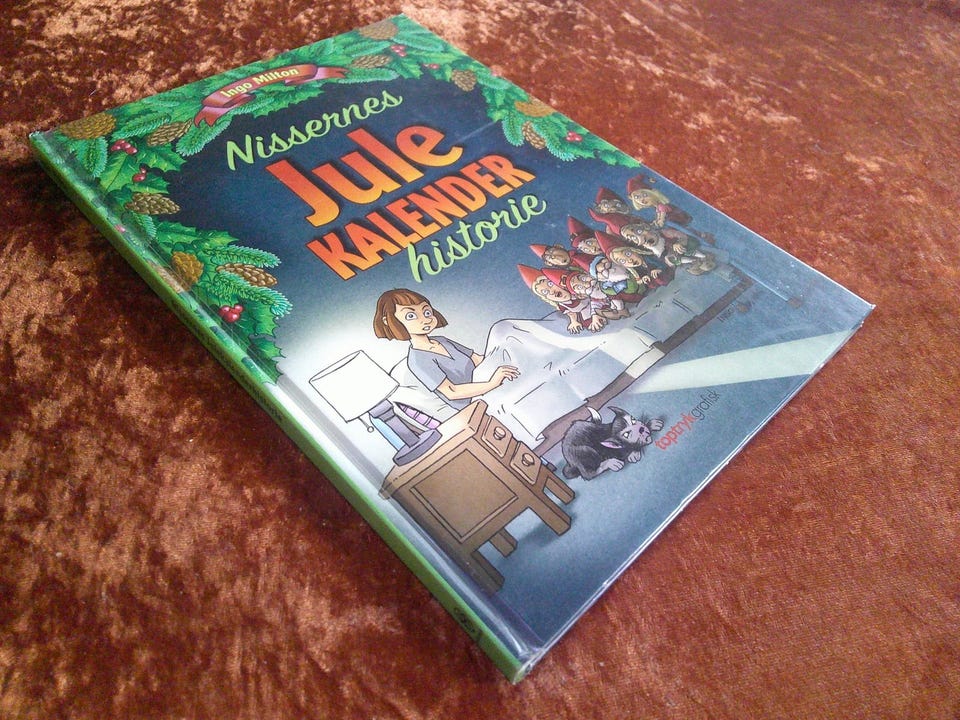 Ingo Milton
Nissernes
Jule
KALENDER
historie
toptrykgrafisk